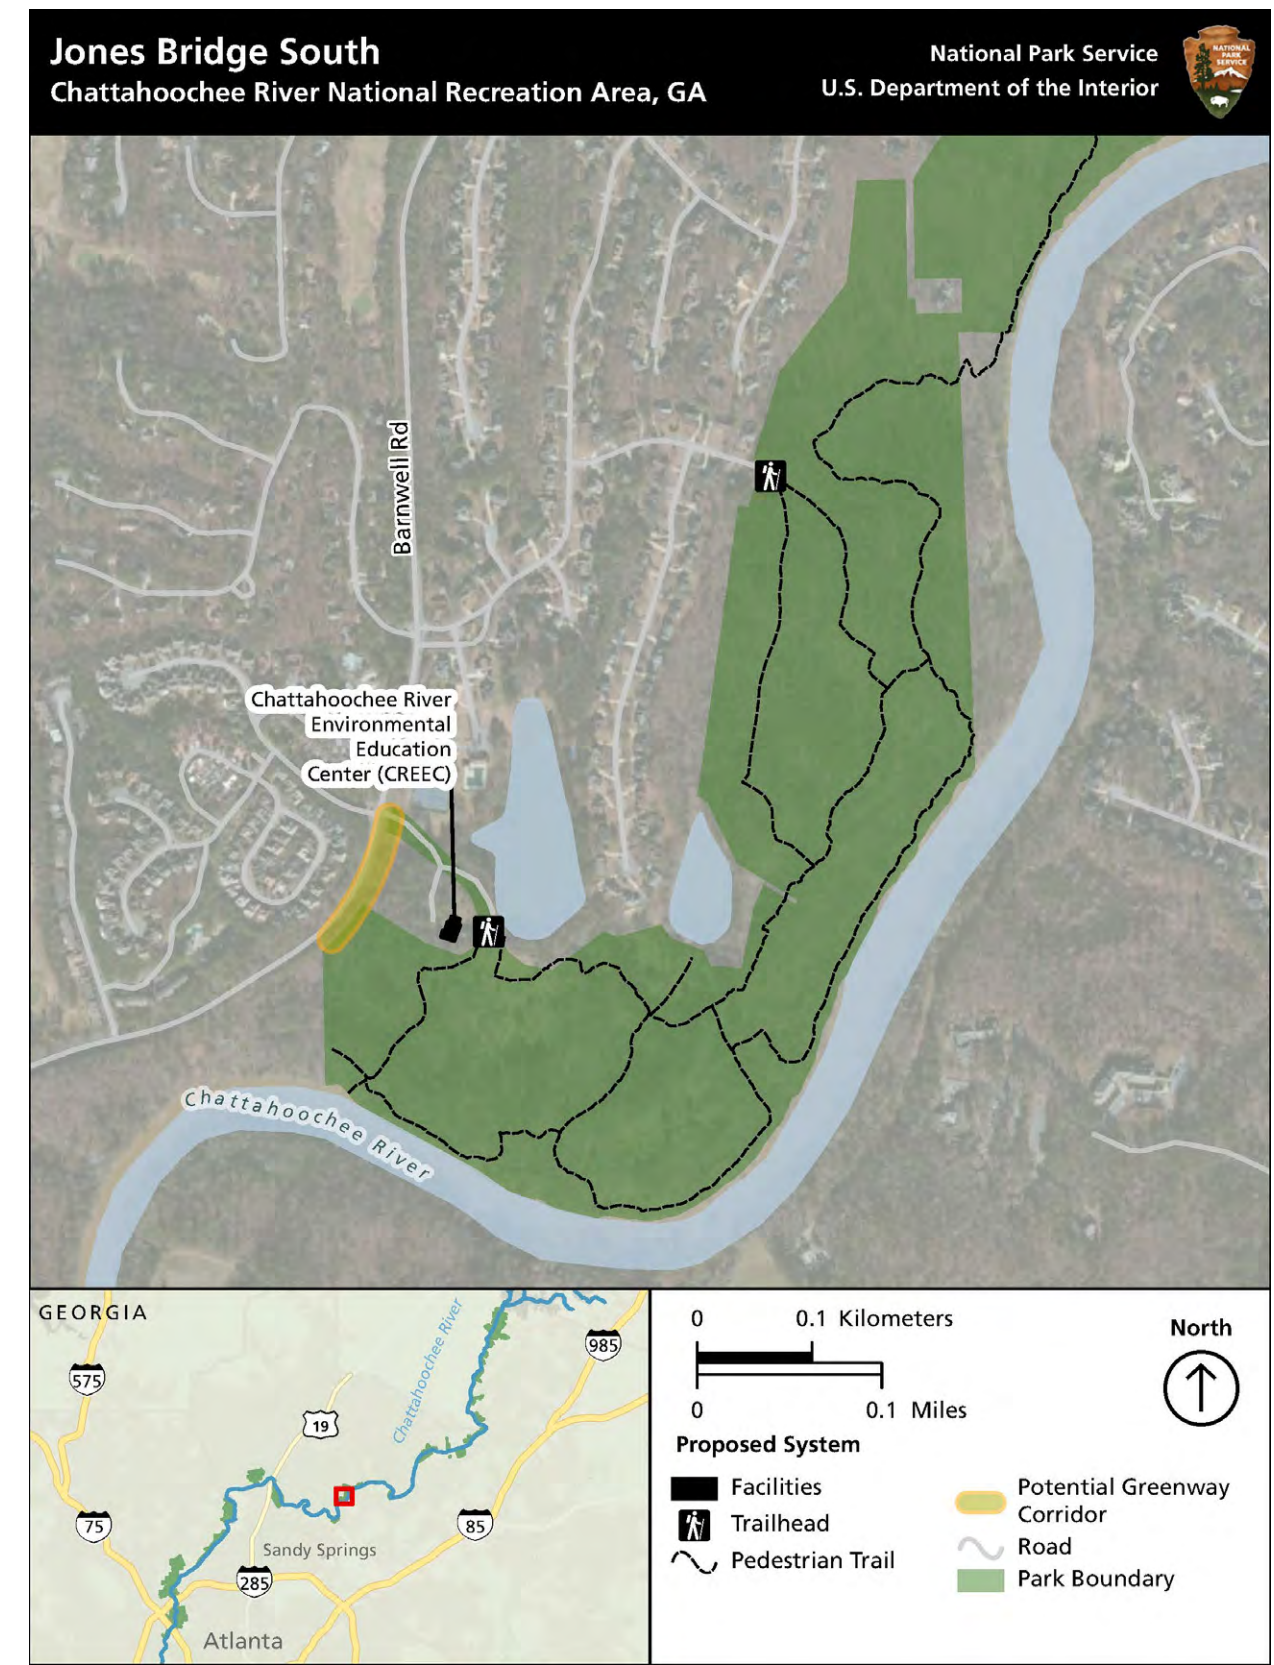 Jones Bridge South
Chattahoochee River National Recreation Area, GA
National Park Service
U.S. Department of the Interior
NATIONAL
PARK
SERVICE
Barnwell Rd
Chattahoochee River
Environmental
Education
Center (CREEC)
Chattahoochee River
GEORGIA
Chattahoochee River
985
575
19
75
85
Sandy Springs
285
Atlanta
0 0.1 Kilometers
0 0.1 Miles
North
Proposed System
Facilities
Trailhead
Pedestrian Trail
Potential Greenway
Corridor
Road
Park Boundary